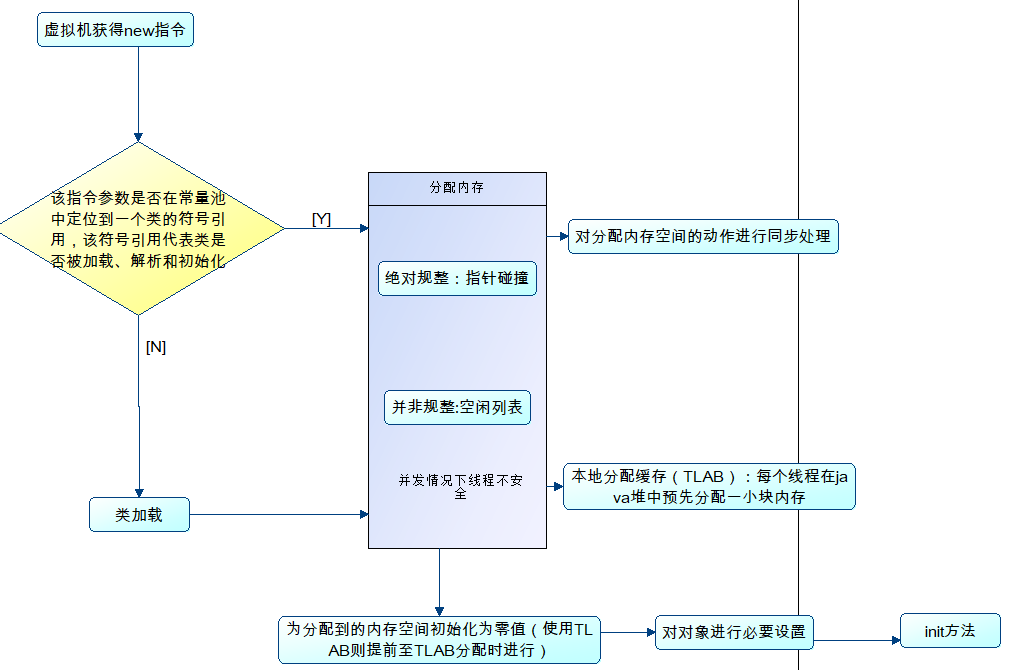 虚拟机获得new指令
该指令参数是否在常量池
中定位到一个类的符号引
用，该符号引用代表类是
否被加载、解析和初始化
[Y]
[N]
类加载
分配内存
绝对规整：指针碰撞
并非规整:空闲列表
并发情况下线程不安
全
对分配内存空间的动作进行同步处理
本地分配缓存（TLAB）：每个线程在ja
va堆中预先分配一小块内存
为分配到的内存空间初始化为零值（使用TL
AB则提前至TLAB分配时进行）
对对象进行必要设置
init方法